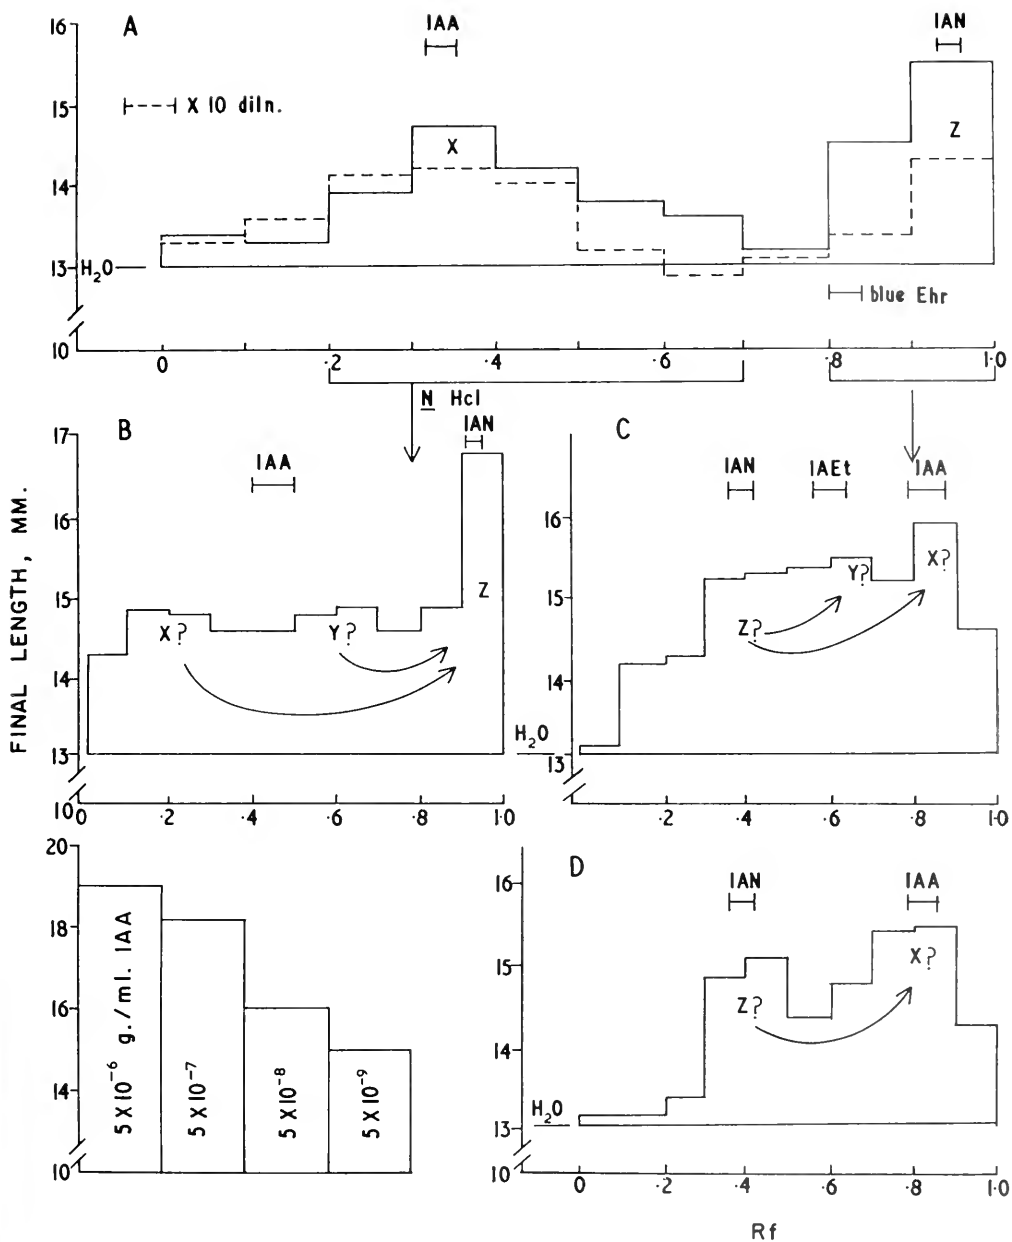 A
IAA
IAN
16
X 10 diln.
15
X
Z
14
H2O
13
blue Ehr
10
0 ·2 ·4 ·6 ·8 1·0
N Hcl
B
IAN
IAA
17
16
Z
15
X? Y?
14
13
10
0 ·2 ·4 ·6 ·8 1·0
C
IAN IAEt IAA
16
X?
Y?
15
Z?
14
H2O
13
10
·2 ·4 ·6 ·8 1·0
FINAL LENGTH, MM.
20
18
16
14
10
5 X 10⁻⁶ g./ml. IAA
5 X 10⁻⁷
5 X 10⁻⁸
5 X 10⁻⁹
D
IAN IAA
16
X?
15
Z?
14
H2O
13
10
0 ·2 ·4 ·6 ·8 1·0
Rf